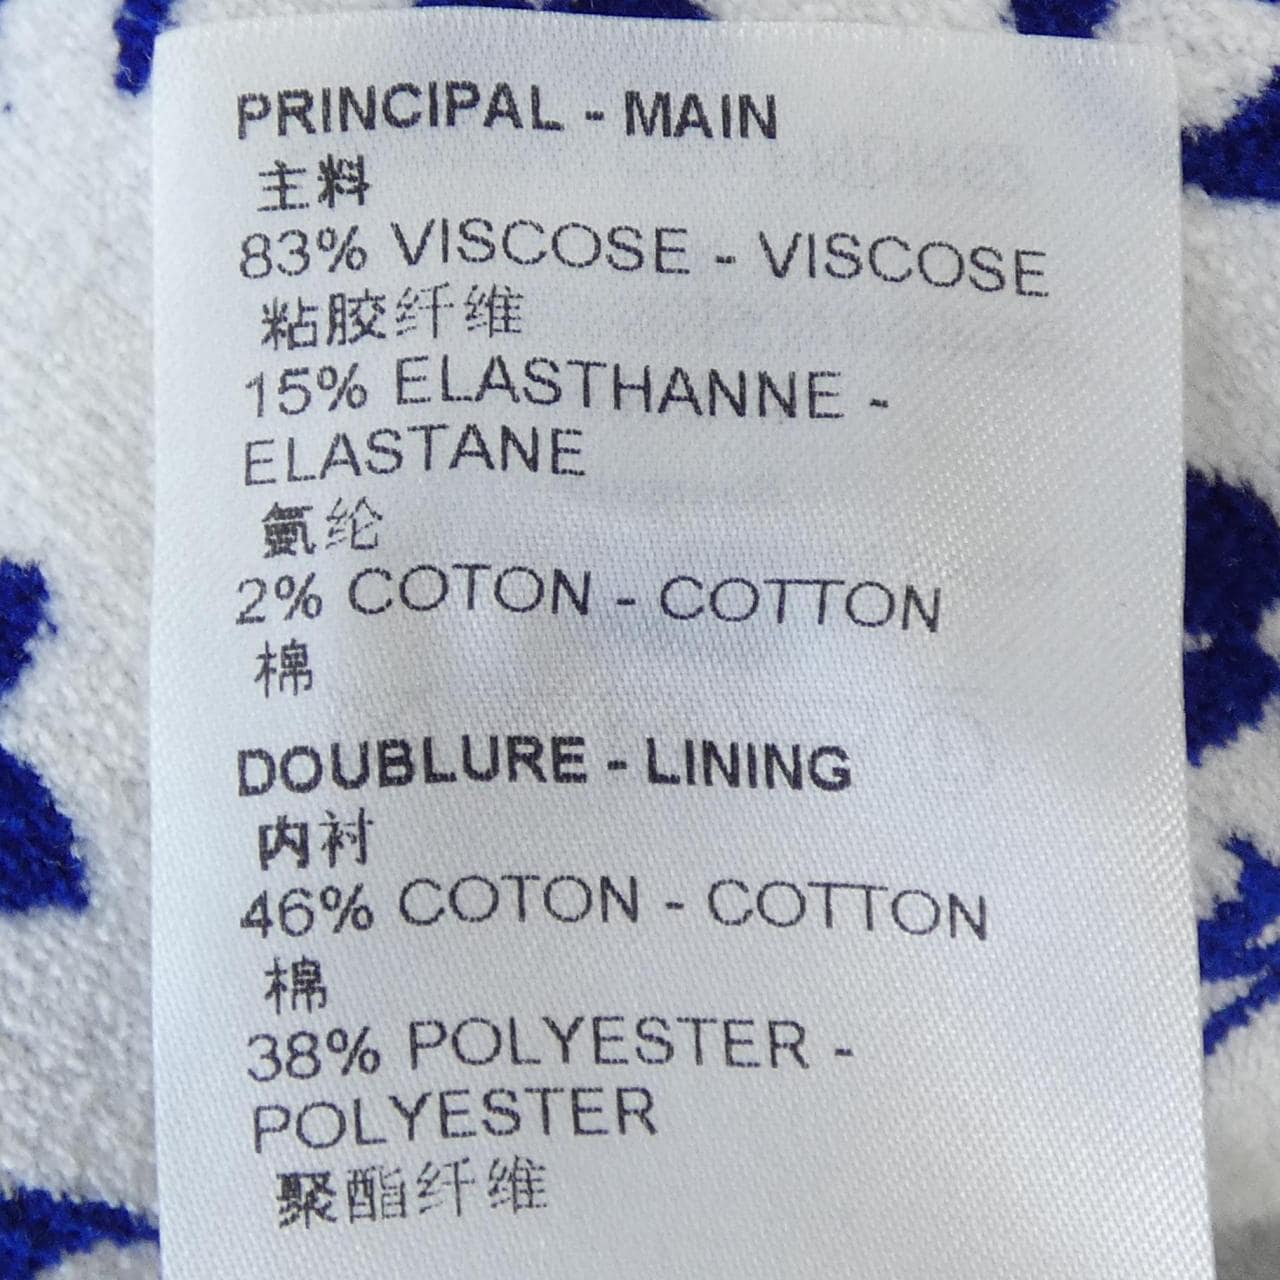 PRINCIPAL - MAIN
主料
83% VISCOSE - VISCOSE
粘胶纤维
15% ELASTHANNE -
ELASTANE
氨纶
2% COTON - COTTON
棉
DOUBLURE - LINING
内衬
46% COTON - COTTON
棉
38% POLYESTER -
POLYESTER
聚酯纤维